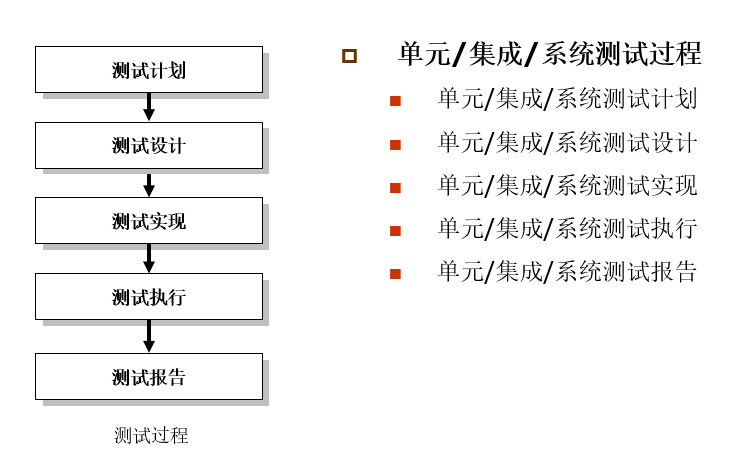 测试计划
测试设计
测试实现
测试执行
测试报告
测试过程
单元/集成/系统测试过程
单元/集成/系统测试计划
单元/集成/系统测试设计
单元/集成/系统测试实现
单元/集成/系统测试执行
单元/集成/系统测试报告